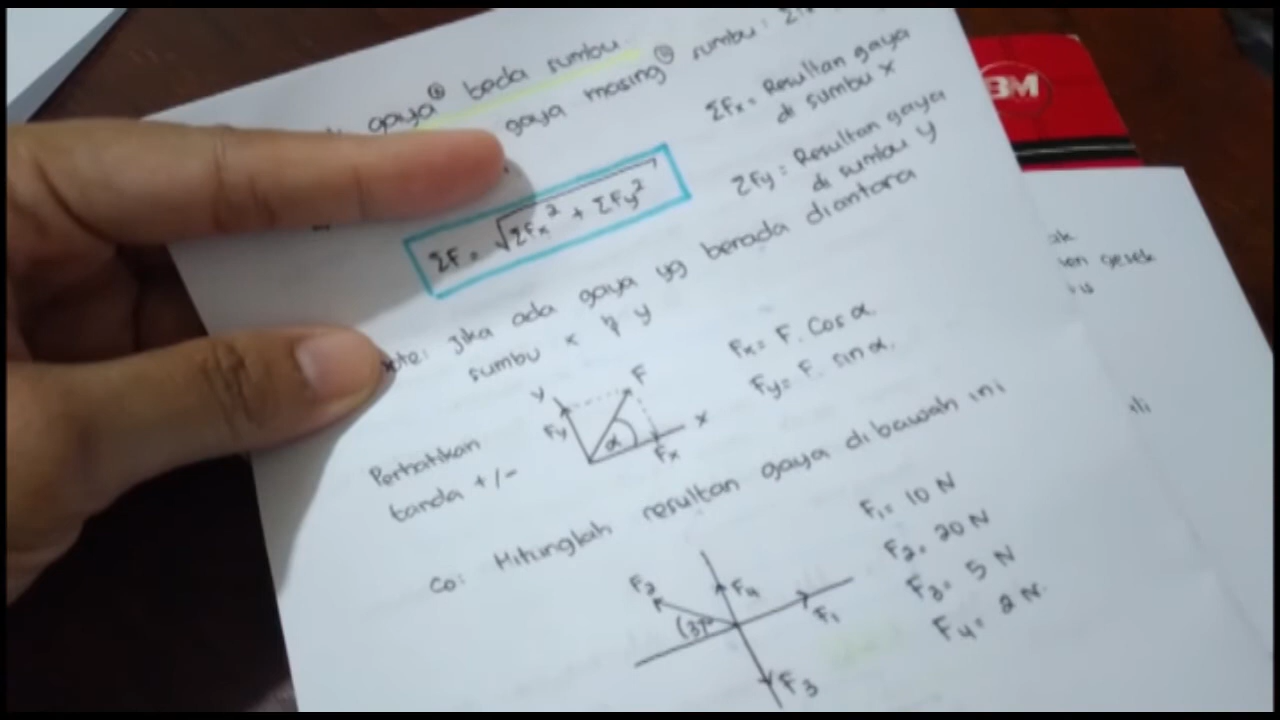 gaya² beda sumbu
gaya masing² sumbu:
ΣFx = Resultan gaya
di sumbu x
ΣFy = Resultan gaya
di sumbu y
ΣF = √ΣFx² + ΣFy²
jika ada gaya yg berada diantara
sumbu x y
Fx = F. Cos α.
Fy = F. sin α.
y
F
Fy
α
x
Fx
Perhatikan
tanda +/-
Co: Hitunglah resultan gaya dibawah ini
F1 = 10 N
F2 = 20 N
F3 = 5 N
F4 = 2 N.
F2
F4
F1
F3
3M
gesek